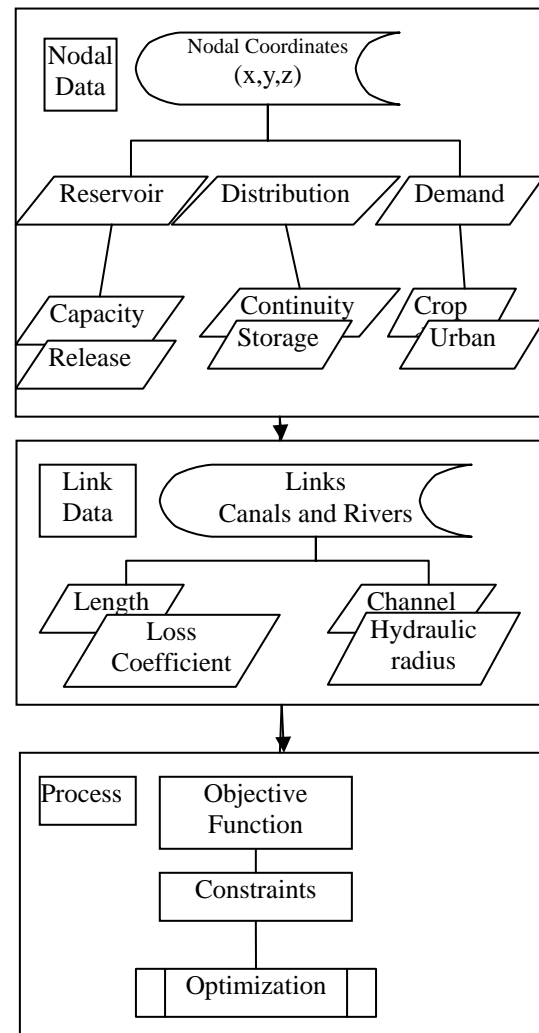 Nodal
Data
Nodal Coordinates
(x,y,z)
Reservoir
Distribution
Demand
Capacity
Release
Continuity
Storage
Crop
Urban
Link
Data
Links
Canals and Rivers
Length
Loss
Coefficient
Channel
Hydraulic
radius
Process
Objective
Function
Constraints
Optimization